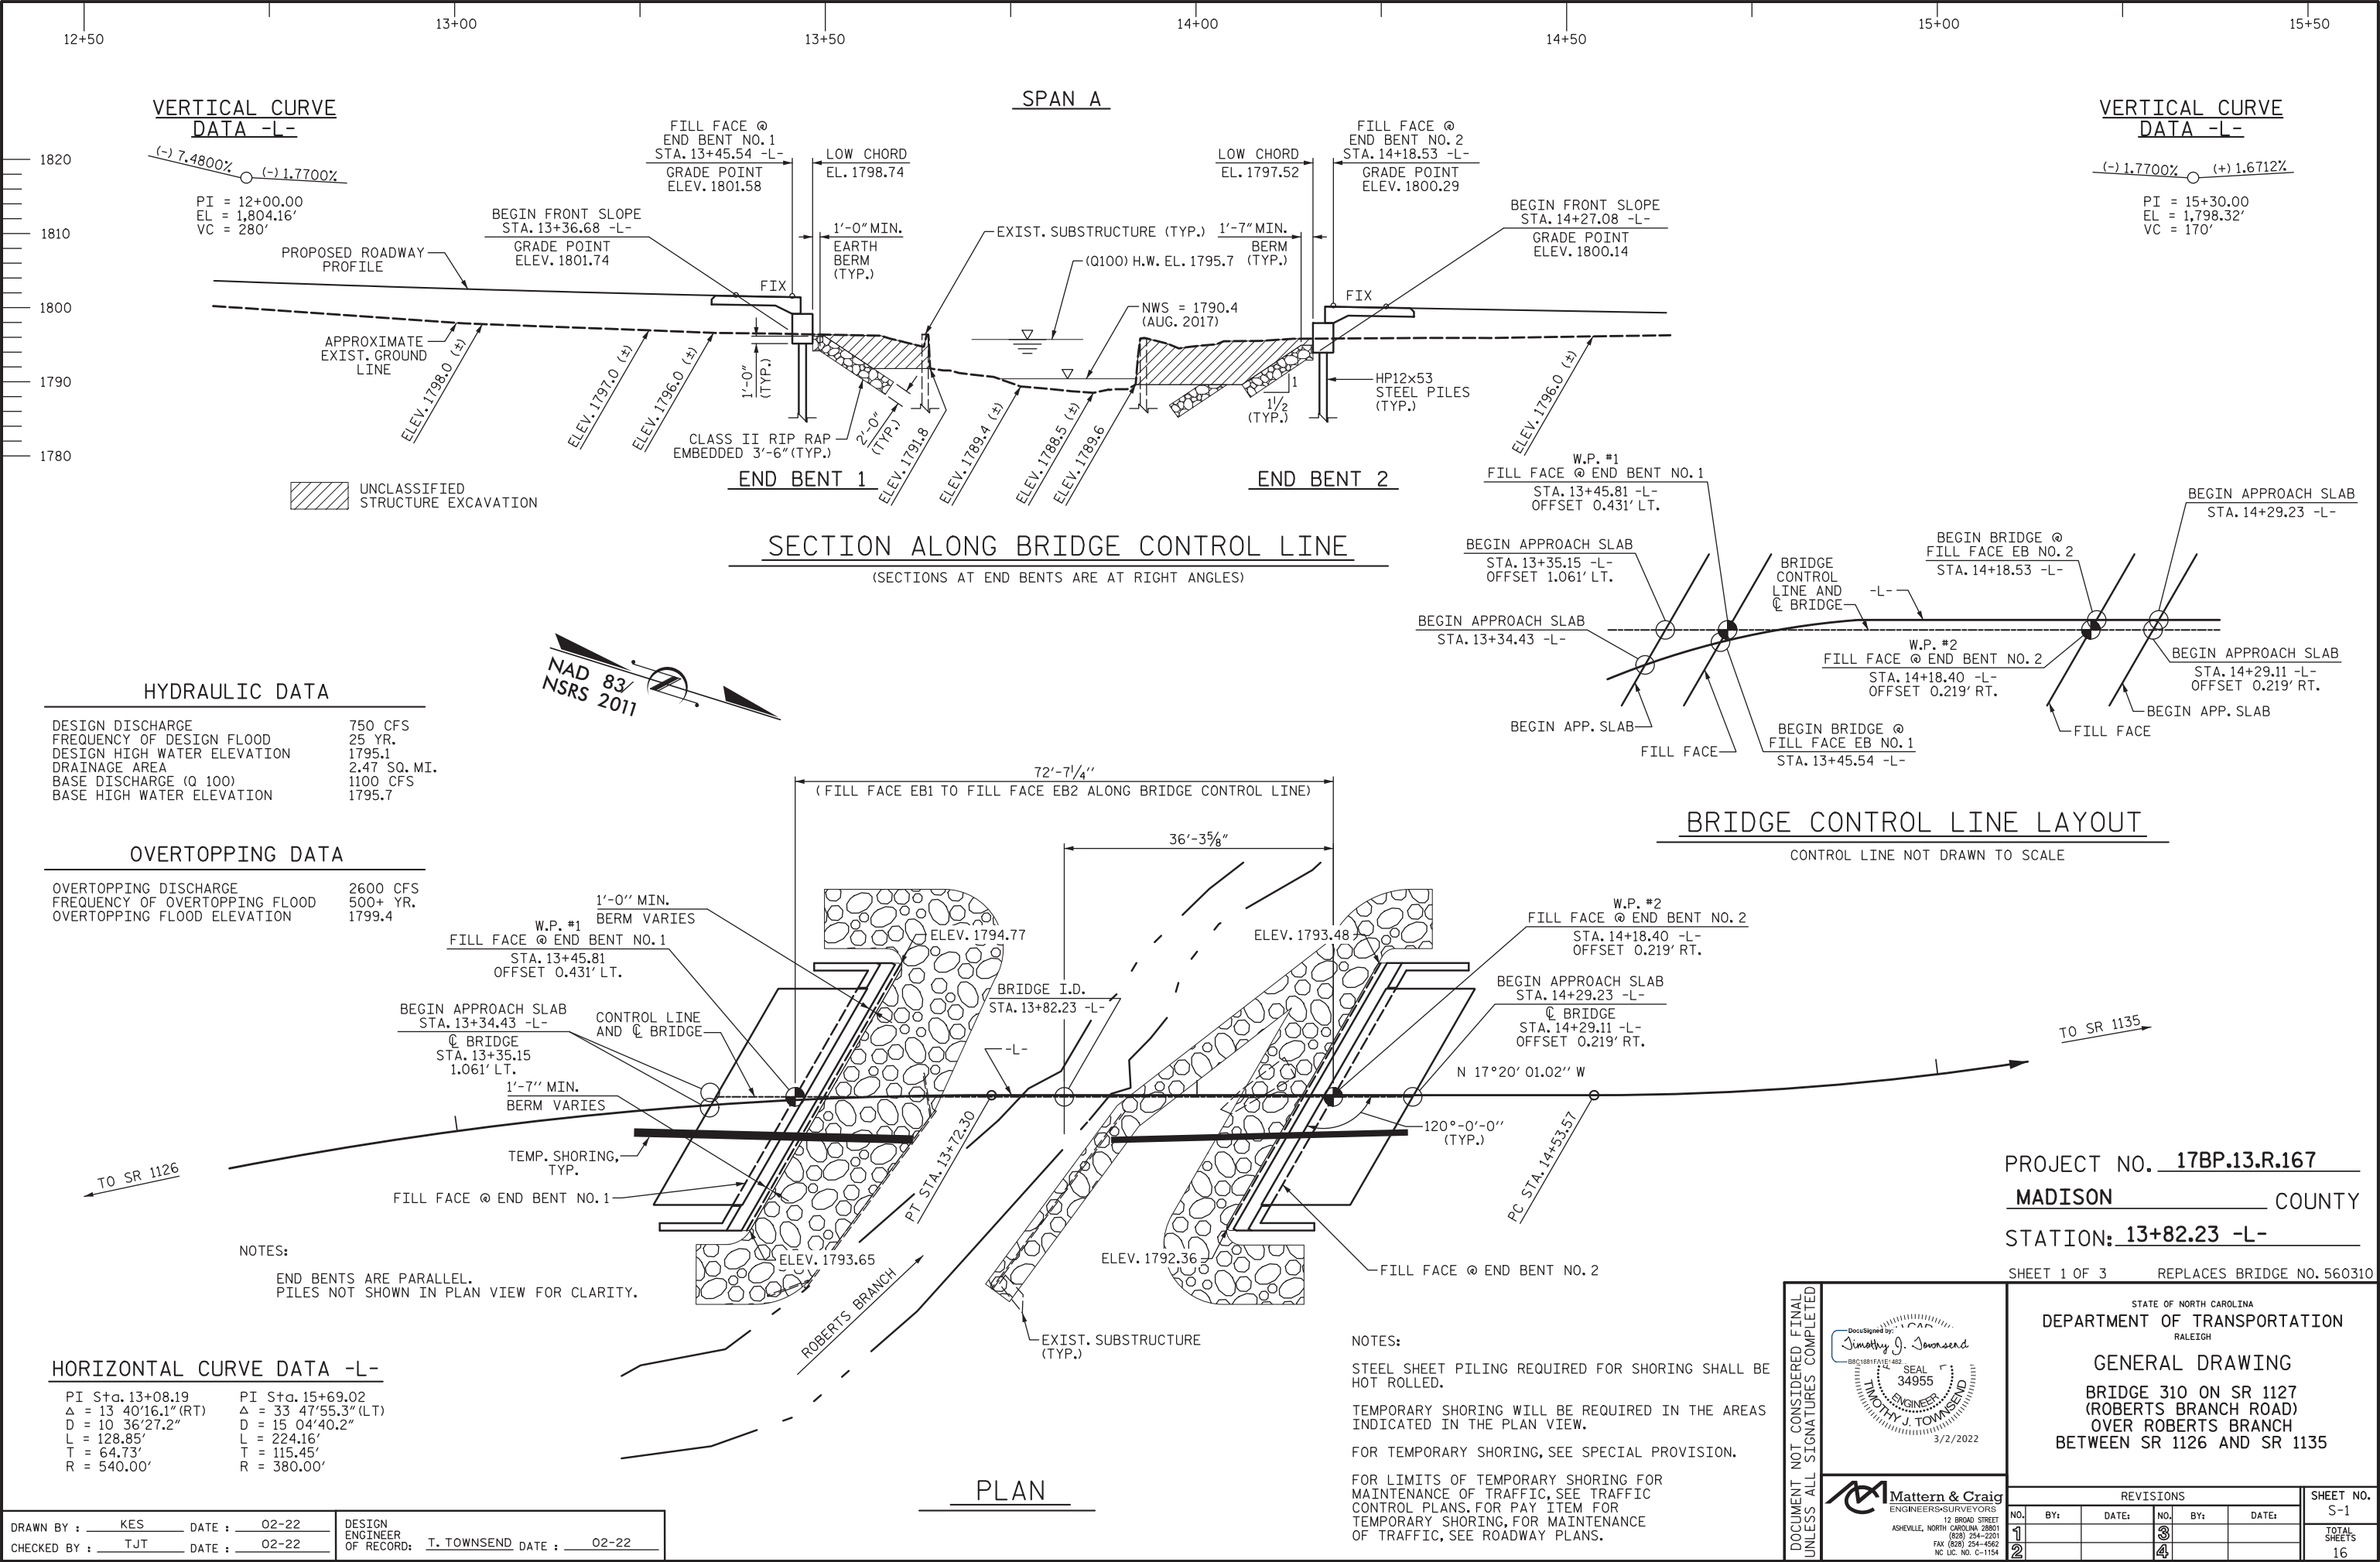 12+50
13+00
13+50
14+00
14+50
15+00
15+50
VERTICAL CURVE
DATA -L-
(-) 7.4800%
(-) 1.7700%
PI = 12+00.00
EL = 1,804.16'
VC = 280'
1820
1810
1800
1790
1780
SPAN A
FILL FACE @
END BENT NO. 1
STA. 13+45.54 -L-
GRADE POINT
ELEV. 1801.58
LOW CHORD
EL. 1798.74
LOW CHORD
EL. 1797.52
FILL FACE @
END BENT NO. 2
STA. 14+18.53 -L-
GRADE POINT
ELEV. 1800.29
VERTICAL CURVE
DATA -L-
(-) 1.7700%
(+) 1.6712%
PI = 15+30.00
EL = 1,798.32'
VC = 170'
BEGIN FRONT SLOPE
STA. 13+36.68 -L-
GRADE POINT
ELEV. 1801.74
1'-0" MIN.
EARTH
BERM
(TYP.)
EXIST. SUBSTRUCTURE (TYP.)
(Q100) H.W. EL. 1795.7
1'-7" MIN.
BERM
(TYP.)
BEGIN FRONT SLOPE
STA. 14+27.08 -L-
GRADE POINT
ELEV. 1800.14
PROPOSED ROADWAY
PROFILE
FIX
FIX
NWS = 1790.4
(AUG. 2017)
APPROXIMATE
EXIST. GROUND
LINE
ELEV. 1798.0 (±)
ELEV. 1797.0 (±)
ELEV. 1796.0 (±)
1'-0"
(TYP.)
2'-0"
(TYP.)
CLASS II RIP RAP
EMBEDDED 3'-6" (TYP.)
ELEV. 1791.8
ELEV. 1789.4 (±)
ELEV. 1788.5 (±)
ELEV. 1789.6
1
1 1/2
(TYP.)
HP12x53
STEEL PILES
(TYP.)
ELEV. 1796.0 (±)
END BENT 1
END BENT 2
UNCLASSIFIED
STRUCTURE EXCAVATION
SECTION ALONG BRIDGE CONTROL LINE
(SECTIONS AT END BENTS ARE AT RIGHT ANGLES)
W.P. #1
FILL FACE @ END BENT NO. 1
STA. 13+45.81 -L-
OFFSET 0.431' LT.
BEGIN APPROACH SLAB
STA. 14+29.23 -L-
BEGIN APPROACH SLAB
STA. 13+35.15 -L-
OFFSET 1.061' LT.
BRIDGE
CONTROL
LINE AND
℄ BRIDGE
-L-
BEGIN BRIDGE @
FILL FACE EB NO. 2
STA. 14+18.53 -L-
BEGIN APPROACH SLAB
STA. 13+34.43 -L-
W.P. #2
FILL FACE @ END BENT NO. 2
STA. 14+18.40 -L-
OFFSET 0.219' RT.
BEGIN APPROACH SLAB
STA. 14+29.11 -L-
OFFSET 0.219' RT.
BEGIN APP. SLAB
FILL FACE
BEGIN BRIDGE @
FILL FACE EB NO. 1
STA. 13+45.54 -L-
FILL FACE
BEGIN APP. SLAB
BRIDGE CONTROL LINE LAYOUT
CONTROL LINE NOT DRAWN TO SCALE
NAD 83/
NSRS 2011
HYDRAULIC DATA
DESIGN DISCHARGE 750 CFS
FREQUENCY OF DESIGN FLOOD 25 YR.
DESIGN HIGH WATER ELEVATION 1795.1
DRAINAGE AREA 2.47 SQ. MI.
BASE DISCHARGE (Q 100) 1100 CFS
BASE HIGH WATER ELEVATION 1795.7
OVERTOPPING DATA
OVERTOPPING DISCHARGE 2600 CFS
FREQUENCY OF OVERTOPPING FLOOD 500+ YR.
OVERTOPPING FLOOD ELEVATION 1799.4
72'-7 1/4"
(FILL FACE EB1 TO FILL FACE EB2 ALONG BRIDGE CONTROL LINE)
36'-3 5/8"
1'-0" MIN.
BERM VARIES
W.P. #1
FILL FACE @ END BENT NO. 1
STA. 13+45.81
OFFSET 0.431' LT.
BEGIN APPROACH SLAB
STA. 13+34.43 -L-
℄ BRIDGE
STA. 13+35.15
1.061' LT.
CONTROL LINE
AND ℄ BRIDGE
1'-7" MIN.
BERM VARIES
ELEV. 1794.77
BRIDGE I.D.
STA. 13+82.23 -L-
-L-
ELEV. 1793.48
W.P. #2
FILL FACE @ END BENT NO. 2
STA. 14+18.40 -L-
OFFSET 0.219' RT.
BEGIN APPROACH SLAB
STA. 14+29.23 -L-
℄ BRIDGE
STA. 14+29.11 -L-
OFFSET 0.219' RT.
N 17°20' 01.02" W
TO SR 1135
120°-0'-0"
(TYP.)
TEMP. SHORING,
TYP.
TO SR 1126
FILL FACE @ END BENT NO. 1
PT STA. 13+72.30
PC STA. 14+53.57
ELEV. 1793.65
ELEV. 1792.36
FILL FACE @ END BENT NO. 2
ROBERTS BRANCH
EXIST. SUBSTRUCTURE
(TYP.)
NOTES:
END BENTS ARE PARALLEL.
PILES NOT SHOWN IN PLAN VIEW FOR CLARITY.
HORIZONTAL CURVE DATA -L-
PI Sta. 13+08.19
Δ = 13 40'16.1" (RT)
D = 10 36'27.2"
L = 128.85'
T = 64.73'
R = 540.00'
PI Sta. 15+69.02
Δ = 33 47'55.3" (LT)
D = 15 04'40.2"
L = 224.16'
T = 115.45'
R = 380.00'
PLAN
NOTES:
STEEL SHEET PILING REQUIRED FOR SHORING SHALL BE
HOT ROLLED.
TEMPORARY SHORING WILL BE REQUIRED IN THE AREAS
INDICATED IN THE PLAN VIEW.
FOR TEMPORARY SHORING, SEE SPECIAL PROVISION.
FOR LIMITS OF TEMPORARY SHORING FOR
MAINTENANCE OF TRAFFIC, SEE TRAFFIC
CONTROL PLANS. FOR PAY ITEM FOR
TEMPORARY SHORING, FOR MAINTENANCE
OF TRAFFIC, SEE ROADWAY PLANS.
PROJECT NO. 17BP.13.R.167
MADISON COUNTY
STATION: 13+82.23 -L-
SHEET 1 OF 3 REPLACES BRIDGE NO. 560310
DOCUMENT NOT CONSIDERED FINAL
UNLESS ALL SIGNATURES COMPLETED
DocuSigned by:
Timothy J. Townsend
SEAL
34955
ENGINEER
TIMOTHY J. TOWNSEND
3/2/2022
Mattern & Craig
ENGINEERS•SURVEYORS
12 BROAD STREET
ASHEVILLE, NORTH CAROLINA 28801
(828) 254-2201
FAX (828) 254-4562
NC LIC. NO. C-1154
STATE OF NORTH CAROLINA
DEPARTMENT OF TRANSPORTATION
RALEIGH
GENERAL DRAWING
BRIDGE 310 ON SR 1127
(ROBERTS BRANCH ROAD)
OVER ROBERTS BRANCH
BETWEEN SR 1126 AND SR 1135
REVISIONS
NO. BY: DATE: NO. BY: DATE:
1 3
2 4
SHEET NO.
S-1
TOTAL
SHEETS
16
DRAWN BY : KES DATE : 02-22
CHECKED BY : TJT DATE : 02-22
DESIGN
ENGINEER
OF RECORD: T. TOWNSEND DATE : 02-22